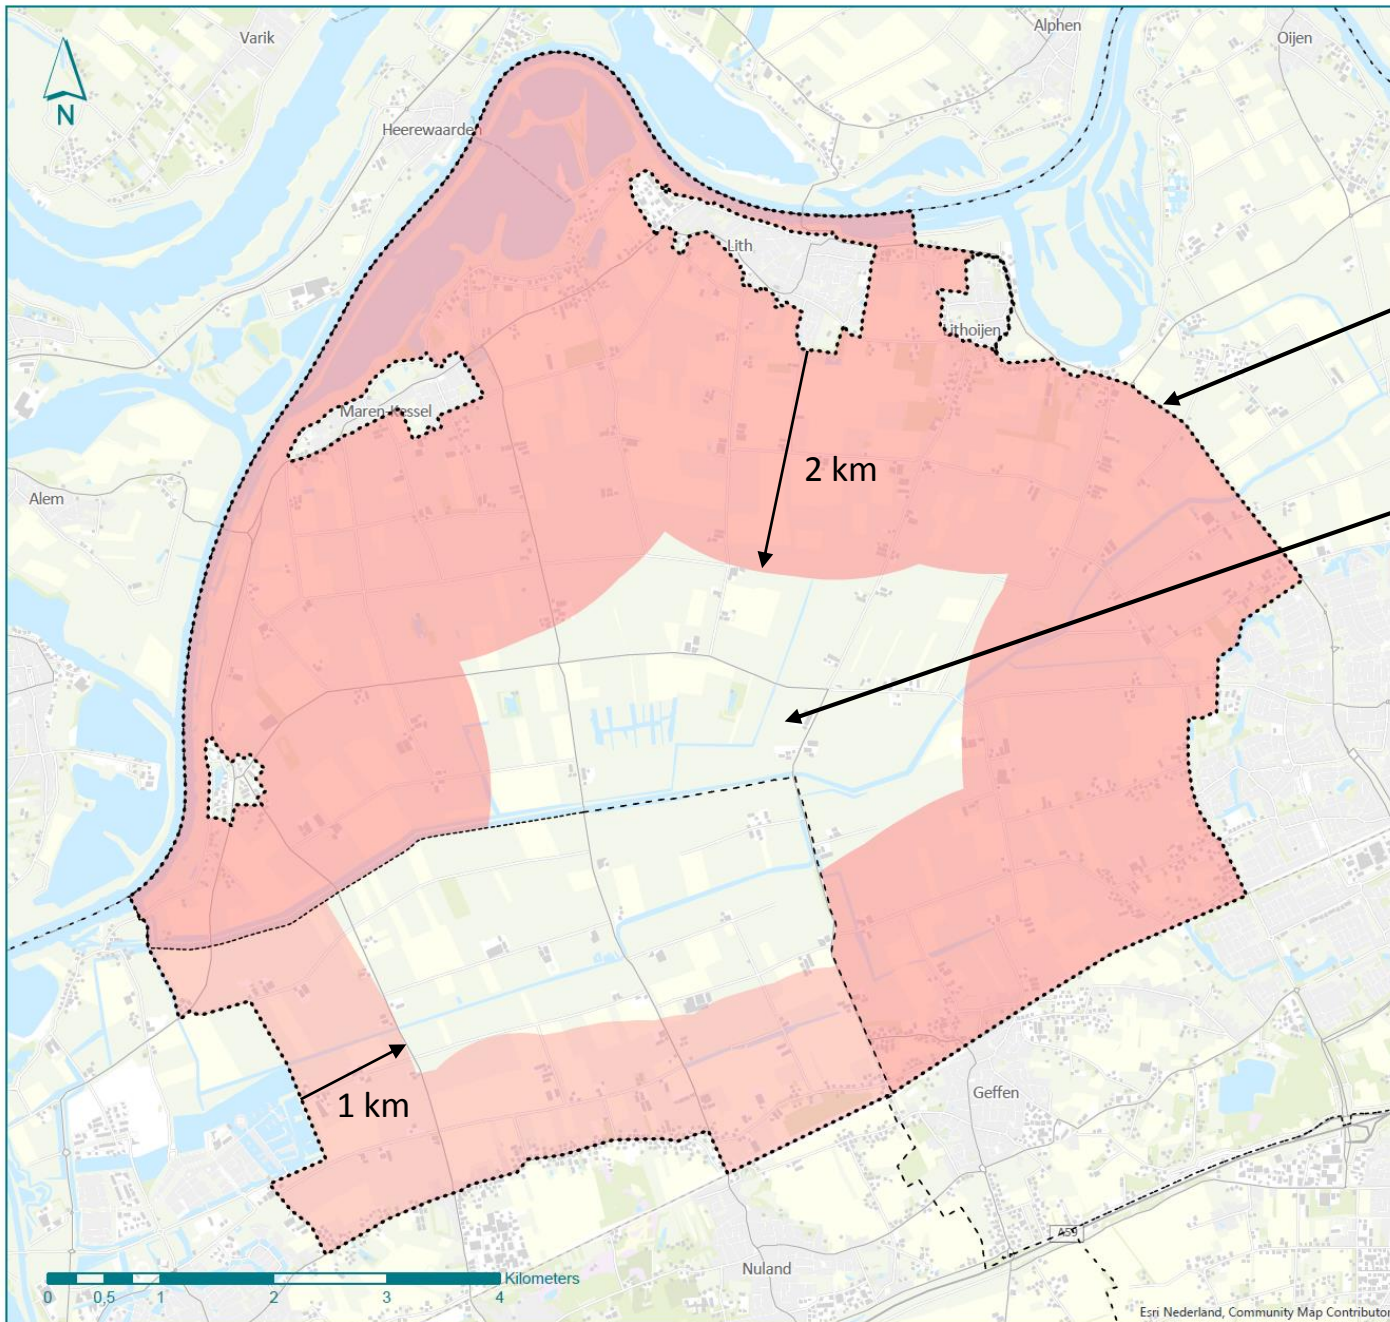 Varik
Alphen
Oijen
N
Heerewaarden
Lith
Lithoijen
Maren-Kessel
2 km
Alem
1 km
Geffen
A59
Nuland
Kilometers
0 0,5 1 2 3 4
Esri Nederland, Community Map Contributor